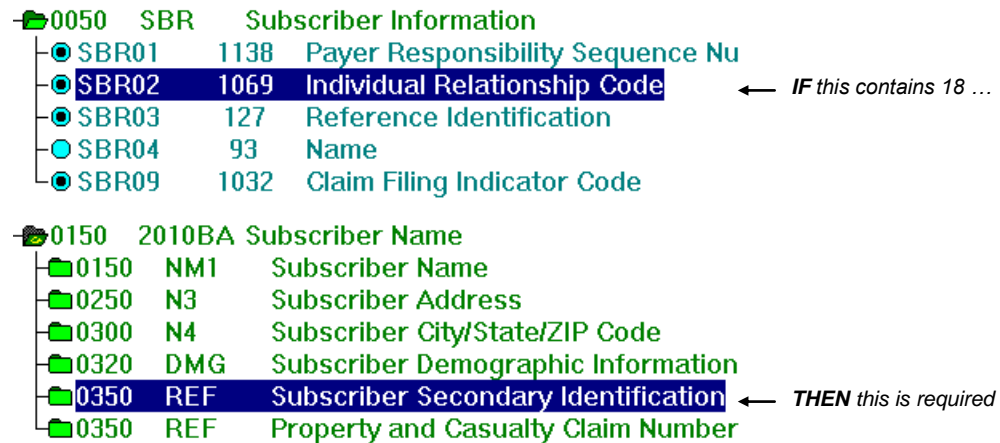 0050 SBR Subscriber Information
SBR01 1138 Payer Responsibility Sequence Nu
SBR02 1069 Individual Relationship Code IF this contains 18 …
SBR03 127 Reference Identification
SBR04 93 Name
SBR09 1032 Claim Filing Indicator Code
0150 2010BA Subscriber Name
0150 NM1 Subscriber Name
0250 N3 Subscriber Address
0300 N4 Subscriber City/State/ZIP Code
0320 DMG Subscriber Demographic Information
0350 REF Subscriber Secondary Identification THEN this is required
0350 REF Property and Casualty Claim Number